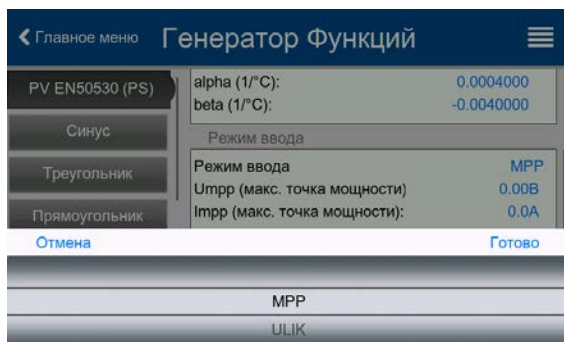 Главное меню Генератор Функций
PV EN50530 (PS)
alpha (1/°C): 0.0004000
beta (1/°C): -0.0040000
Синус
Режим ввода
Треугольник
Режим ввода MPP
Umpp (макс. точка мощности) 0.00В
Прямоугольник
Impp (макс. точка мощности): 0.0A
Отмена Готово
MPP
ULIK